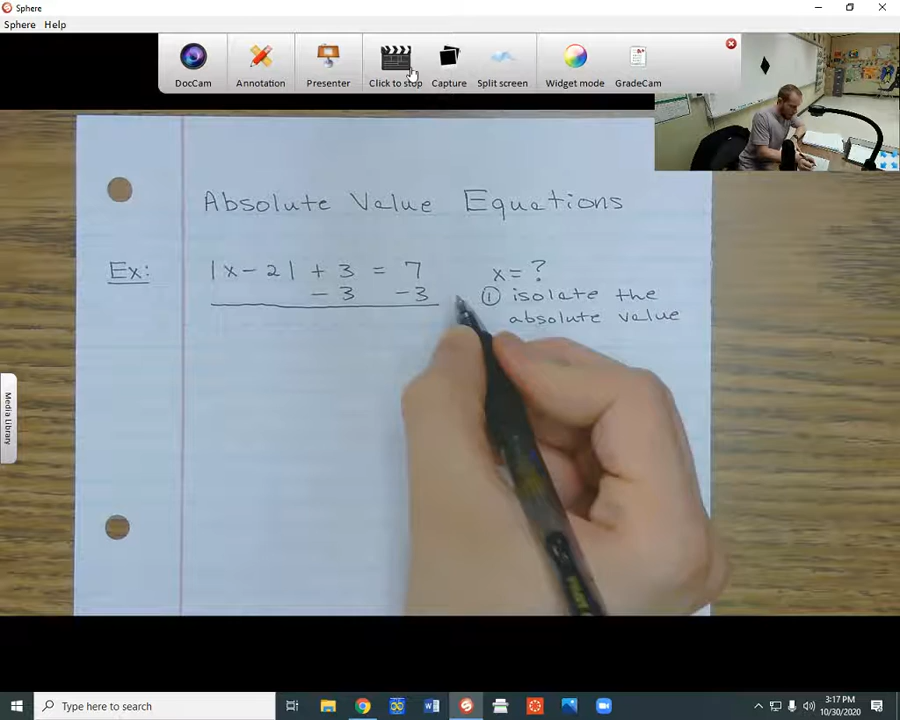 Sphere
Sphere Help
DocCam Annotation Presenter Click to stop Capture Split screen Widget mode GradeCam
Media Library
Absolute Value Equations
Ex: |x-2| + 3 = 7 x = ?
-3 -3 ① isolate the
absolute value
Type here to search
3:17 PM
10/30/2020